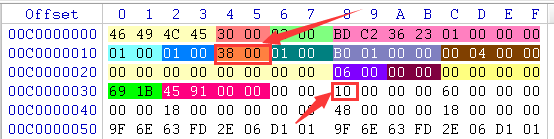 Offset 0 1 2 3 4 5 6 7 8 9 A B C D E F
00C0000000 46 49 4C 45 30 00 00 BD C2 36 23 01 00 00 00
00C0000010 01 00 01 00 38 00 01 00 B0 01 00 00 00 04 00 00
00C0000020 00 00 00 00 00 00 00 00 06 00 00 00 00 00 00 00
00C0000030 69 1B 45 91 00 00 00 00 10 00 00 00 60 00 00 00
00C0000040 00 00 18 00 00 00 00 00 48 00 00 00 18 00 00 00
00C0000050 9F 6E 63 FD 2E 06 D1 01 9F 6E 63 FD 2E 06 D1 01